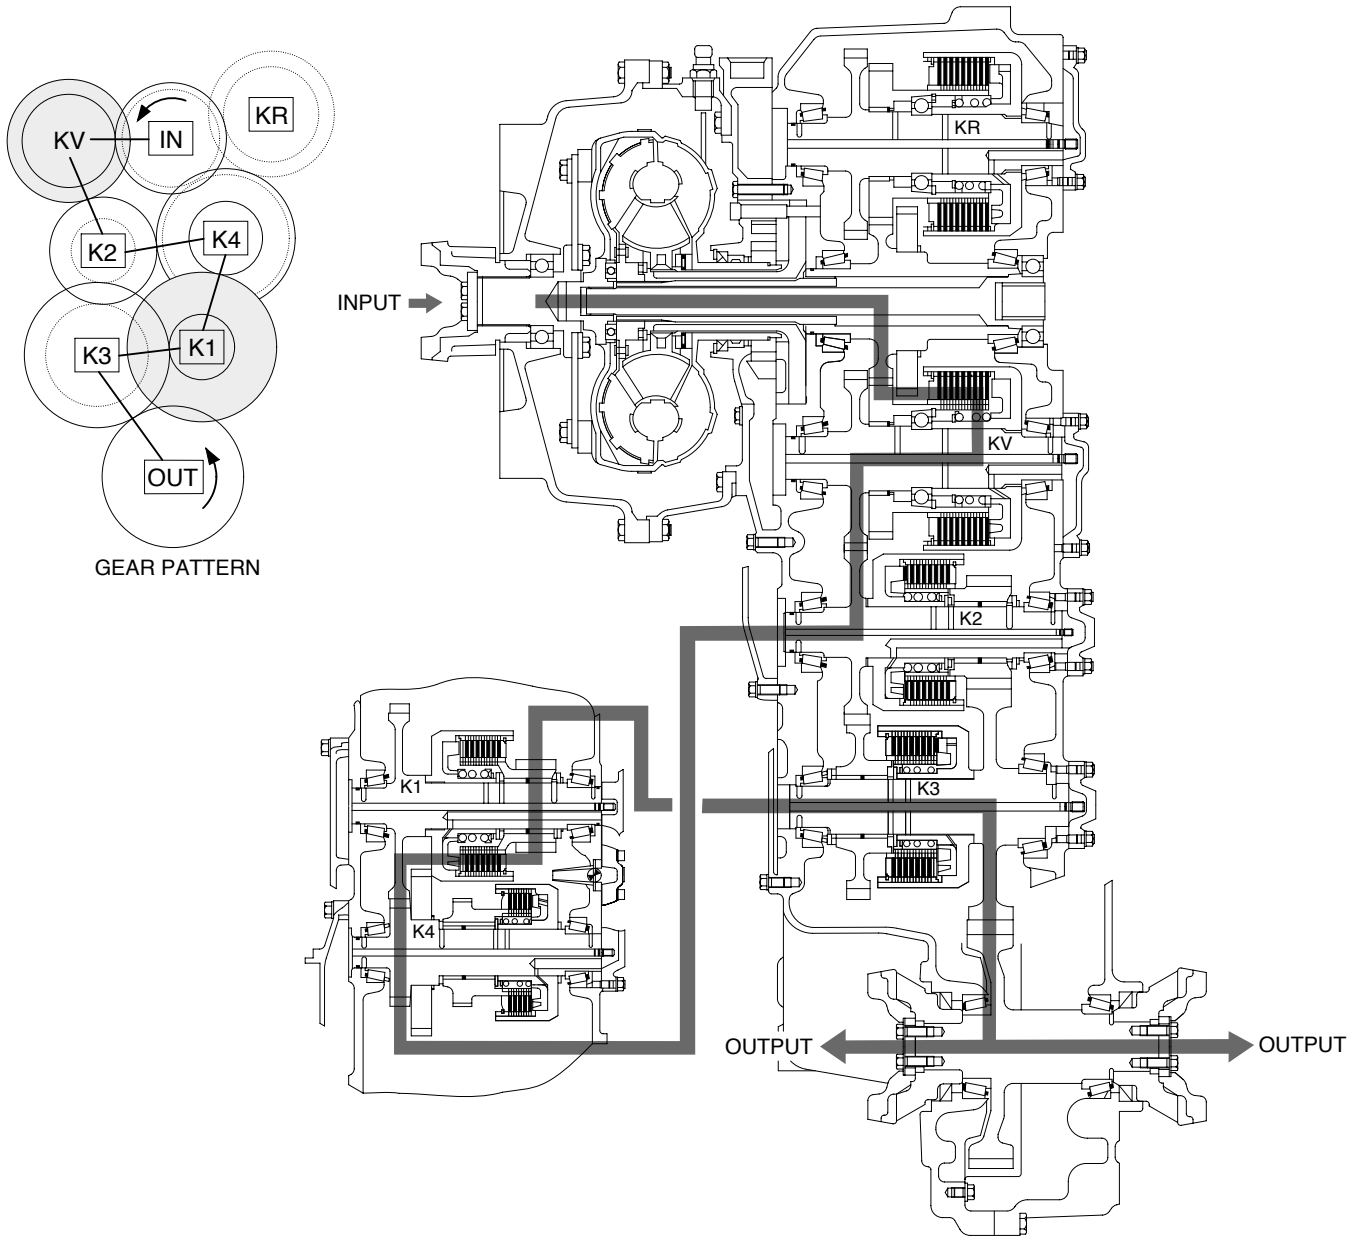 KR
KV
IN
KR
K2
K4
INPUT
K3
K1
KV
OUT
GEAR PATTERN
K2
K1
K3
K4
OUTPUT
OUTPUT